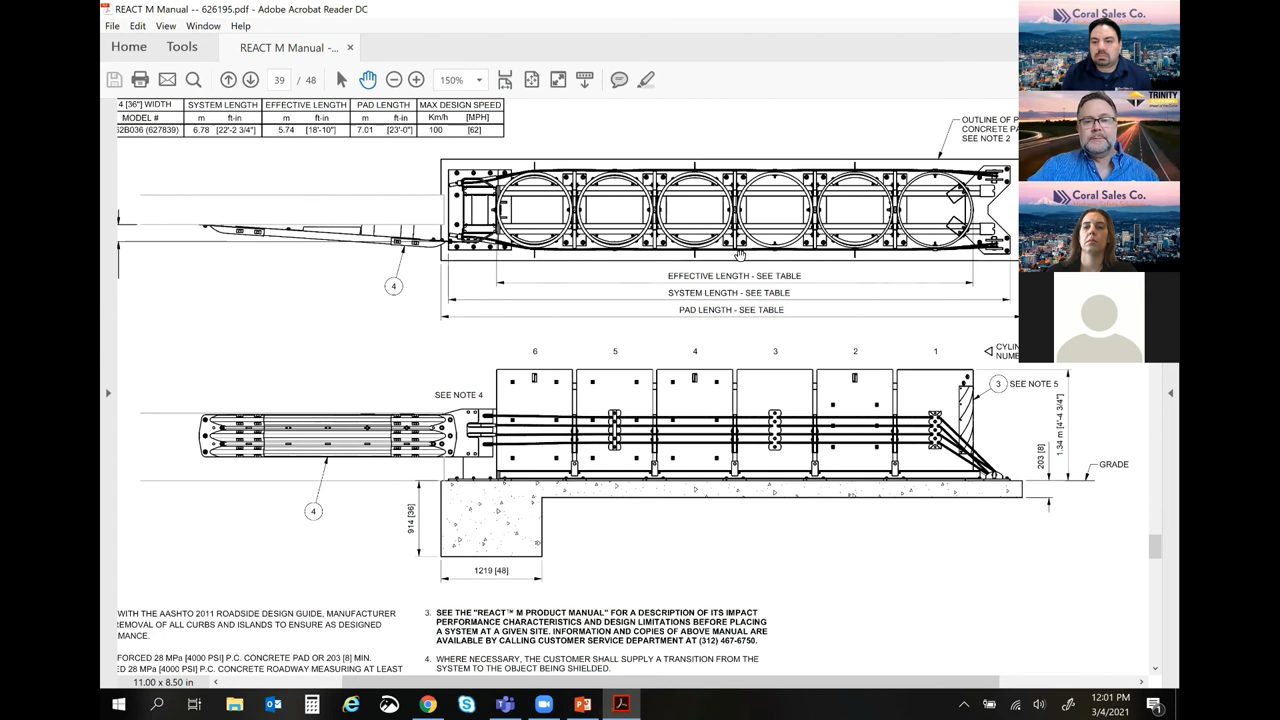 REACT M Manual -- 626195.pdf - Adobe Acrobat Reader DC
File Edit View Window Help
Home Tools REACT M Manual -... ×
39 / 48 150%
4 [36"] WIDTH SYSTEM LENGTH EFFECTIVE LENGTH PAD LENGTH MAX DESIGN SPEED
MODEL # m ft-in m ft-in m ft-in Km/h [MPH]
62B036 (627839) 6.78 [22'-2 3/4"] 5.74 [18'-10"] 7.01 [23'-0"] 100 [62]
OUTLINE OF P
CONCRETE PA
SEE NOTE 2
4
EFFECTIVE LENGTH - SEE TABLE
SYSTEM LENGTH - SEE TABLE
PAD LENGTH - SEE TABLE
6 5 4 3 2 1
CYLIN
NUME
SEE NOTE 4
3 SEE NOTE 5
1.34 m [4'-4 3/4"]
203 [8]
GRADE
4
914 [36]
1219 [48]
WITH THE AASHTO 2011 ROADSIDE DESIGN GUIDE, MANUFACTURER
REMOVAL OF ALL CURBS AND ISLANDS TO ENSURE AS DESIGNED
MANCE.
FORCED 28 MPa [4000 PSI] P.C. CONCRETE PAD OR 203 [8] MIN.
ED 28 MPa [4000 PSI] P.C. CONCRETE ROADWAY MEASURING AT LEAST
3. SEE THE "REACT™ M PRODUCT MANUAL" FOR A DESCRIPTION OF ITS IMPACT
PERFORMANCE CHARACTERISTICS AND DESIGN LIMITATIONS BEFORE PLACING
A SYSTEM AT A GIVEN SITE. INFORMATION AND COPIES OF ABOVE MANUAL ARE
AVAILABLE BY CALLING CUSTOMER SERVICE DEPARTMENT AT (312) 467-6750.
4. WHERE NECESSARY, THE CUSTOMER SHALL SUPPLY A TRANSITION FROM THE
SYSTEM TO THE OBJECT BEING SHIELDED.
11.00 x 8.50 in
Coral Sales Co.
TRINITY
Coral Sales Co.
12:01 PM
3/4/2021